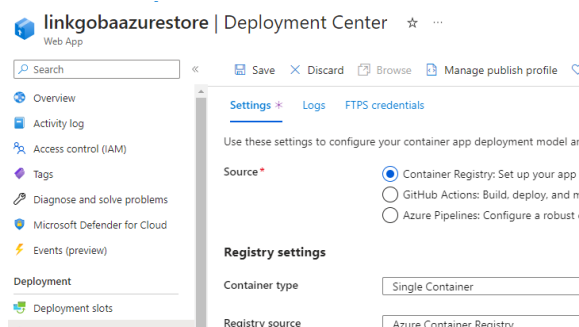 linkgobaazurestore | Deployment Center
Web App
Search
Save Discard Browse Manage publish profile
Overview
Activity log
Access control (IAM)
Tags
Diagnose and solve problems
Microsoft Defender for Cloud
Events (preview)
Deployment
Deployment slots
Settings *
Logs
FTPS credentials
Use these settings to configure your container app deployment model
Source*
Container Registry: Set up your app
GitHub Actions: Build, deploy, and
Azure Pipelines: Configure a robust
Registry settings
Container type
Single Container
Registry source
Azure Container Registry